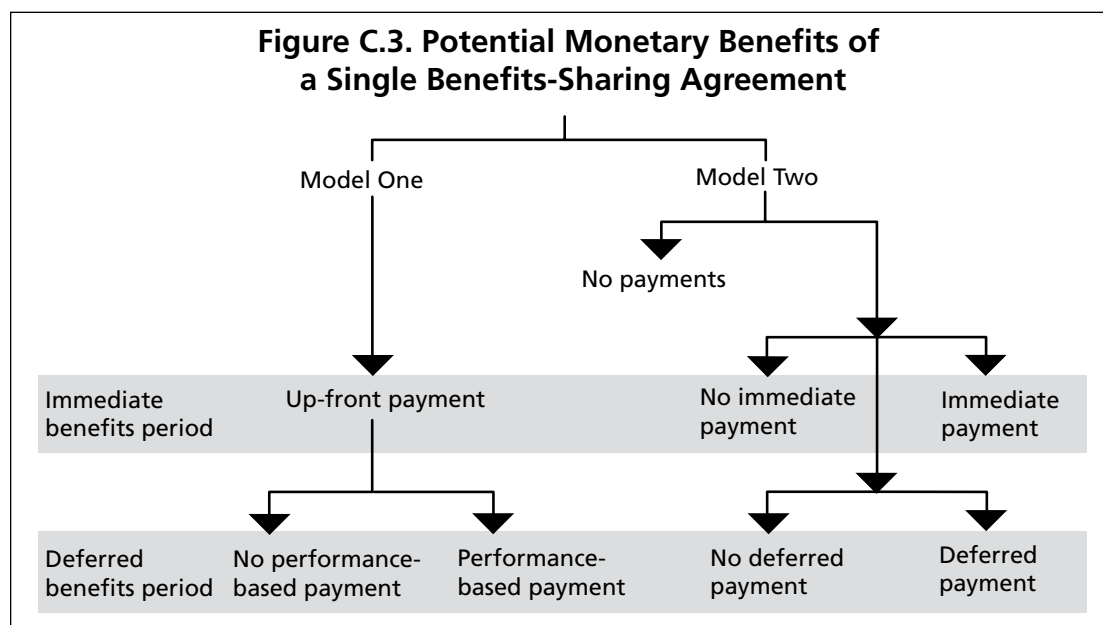 Figure C.3. Potential Monetary Benefits of
a Single Benefits-Sharing Agreement
Model One
Model Two
No payments
Immediate
benefits period
Up-front payment
No immediate
payment
Immediate
payment
Deferred
benefits period
No performance-
based payment
Performance-
based payment
No deferred
payment
Deferred
payment